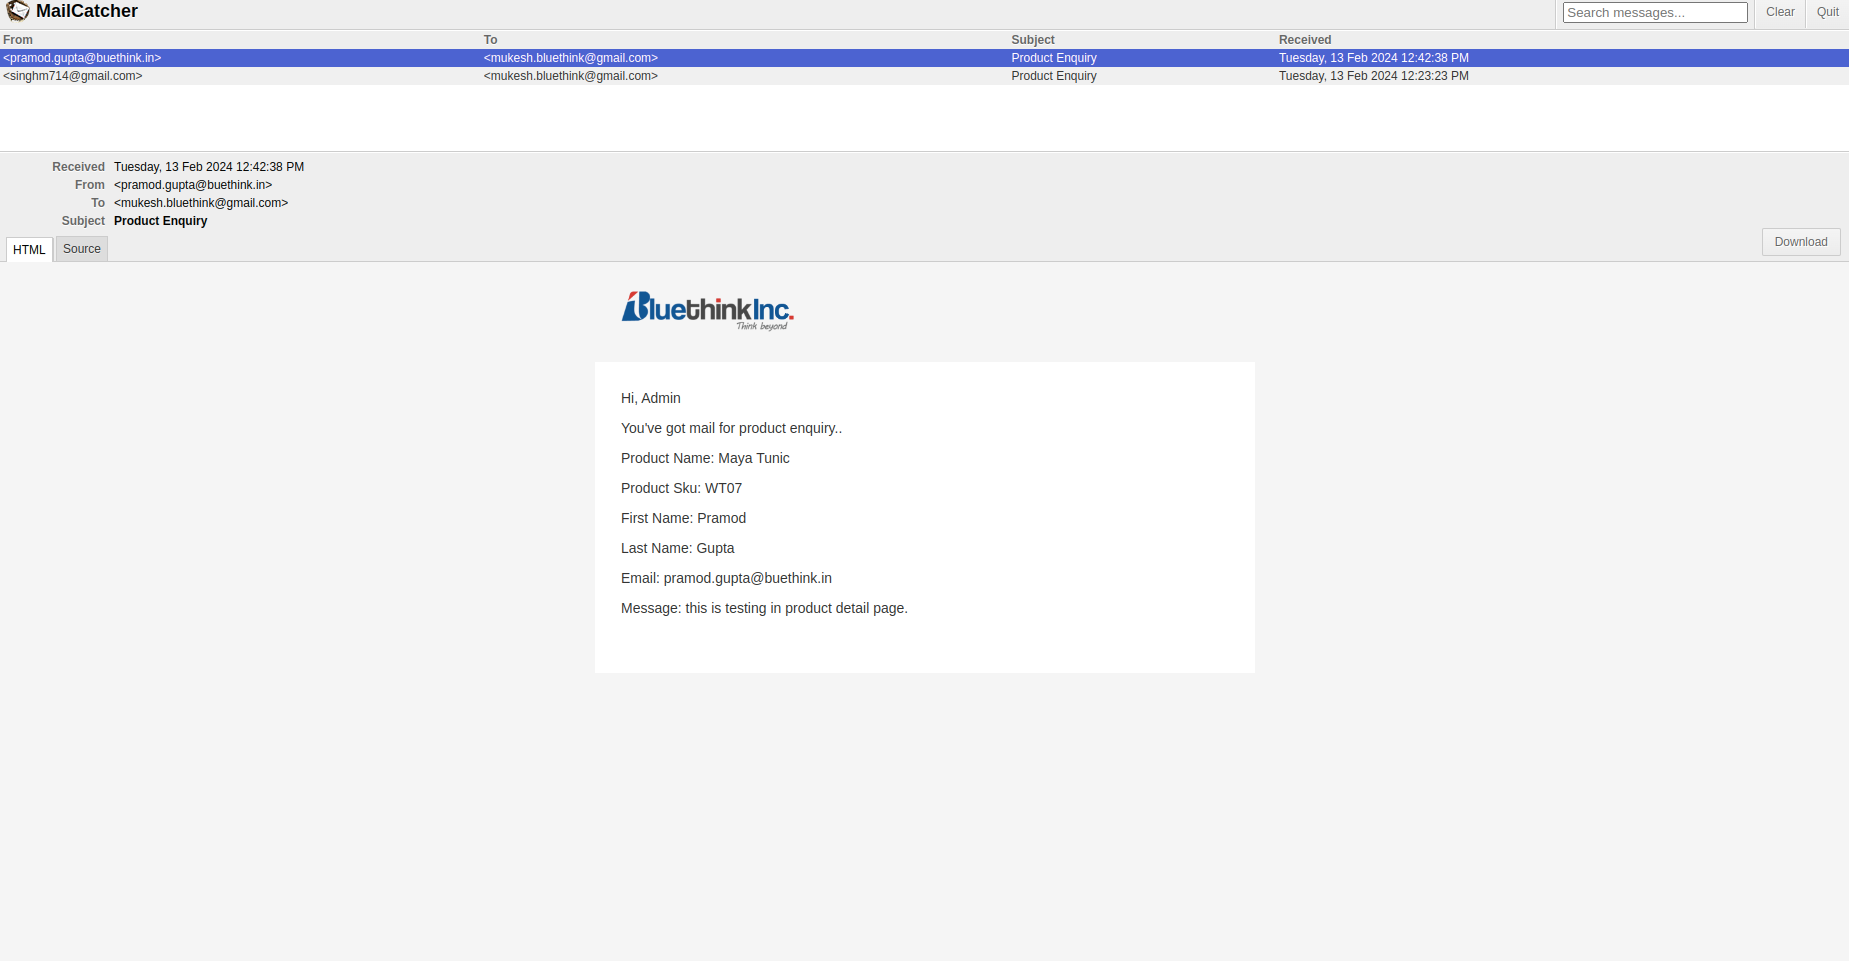 MailCatcher
Search messages...
Clear
Quit
From To Subject Received
<pramod.gupta@buethink.in> <mukesh.bluethink@gmail.com> Product Enquiry Tuesday, 13 Feb 2024 12:42:38 PM
<singhm714@gmail.com> <mukesh.bluethink@gmail.com> Product Enquiry Tuesday, 13 Feb 2024 12:23:23 PM
Received Tuesday, 13 Feb 2024 12:42:38 PM
From <pramod.gupta@buethink.in>
To <mukesh.bluethink@gmail.com>
Subject Product Enquiry
HTML Source
Download
BluethinkInc.
Think beyond
Hi, Admin
You've got mail for product enquiry..
Product Name: Maya Tunic
Product Sku: WT07
First Name: Pramod
Last Name: Gupta
Email: pramod.gupta@buethink.in
Message: this is testing in product detail page.